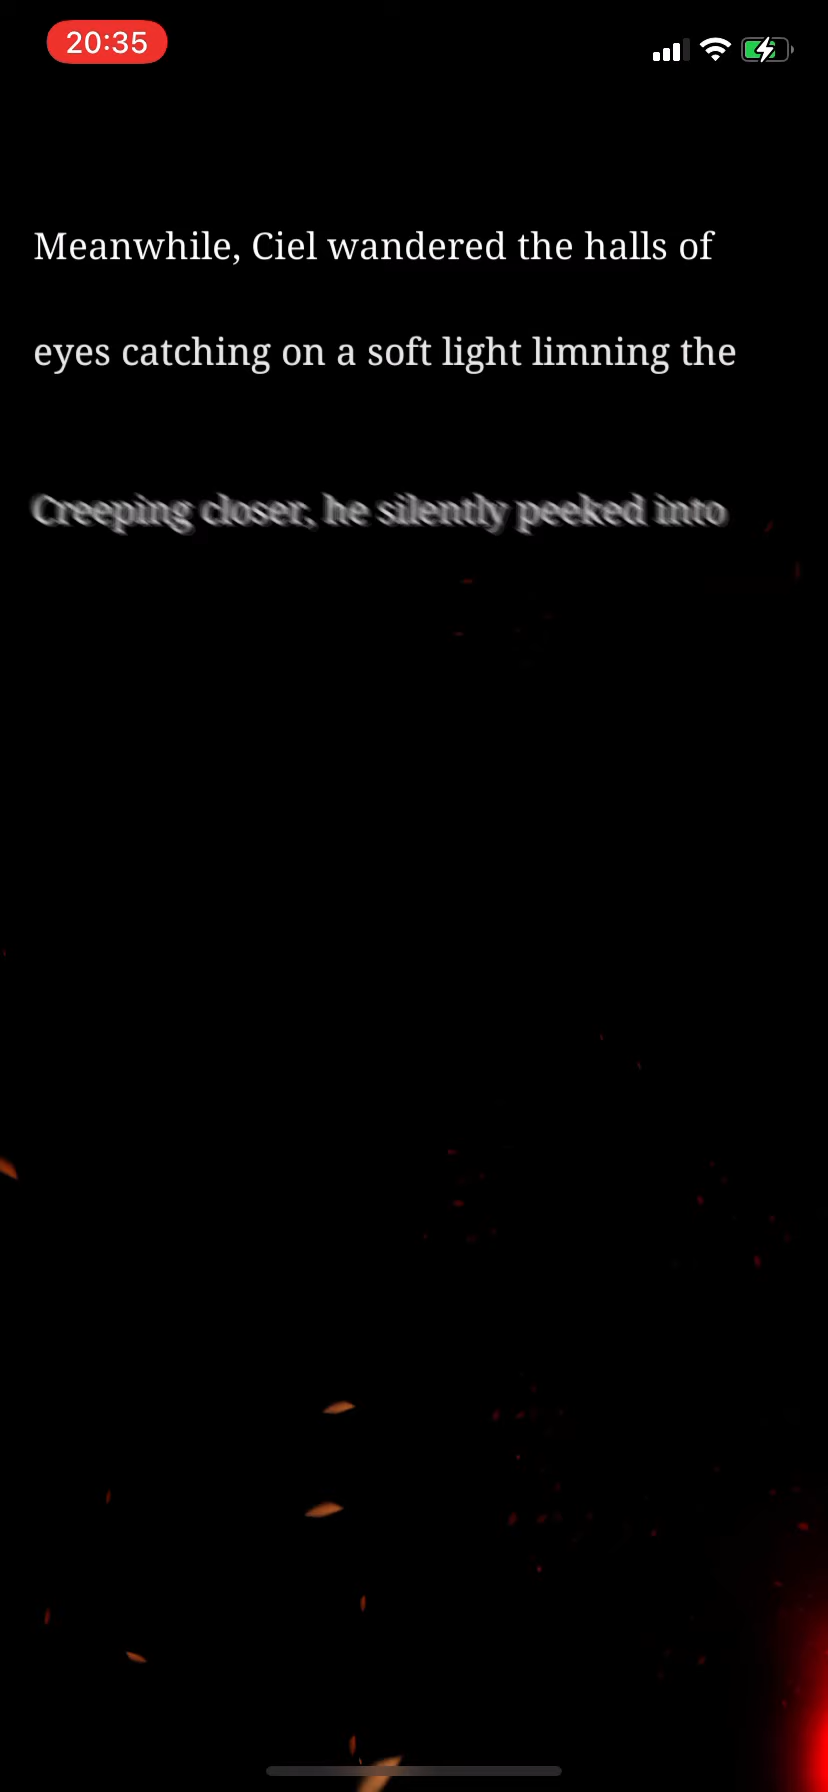 20:35
Meanwhile, Ciel wandered the halls of
eyes catching on a soft light limning the
Creeping closer, he silently peeked into